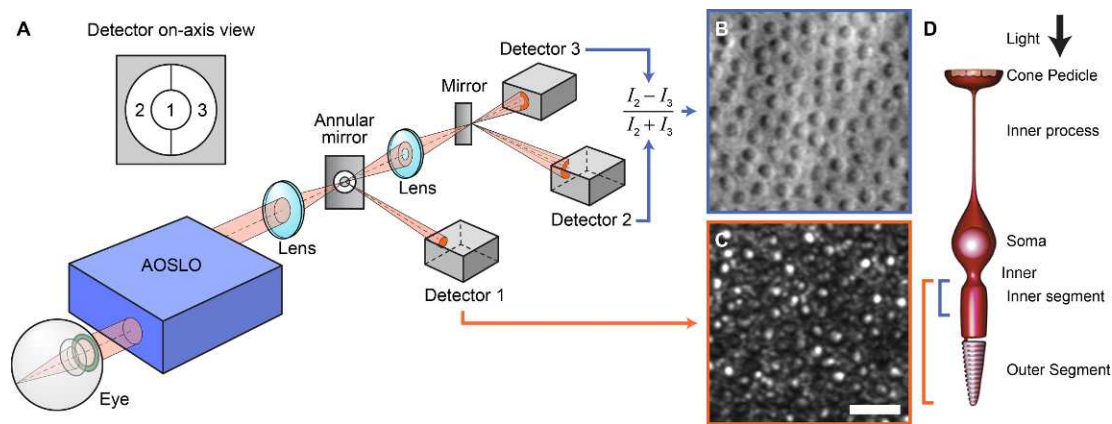 A
Detector on-axis view
2
1
3
AOSLO
Eye
Lens
Annular
mirror
Lens
Mirror
Detector 3
Detector 2
Detector 1
I₂ − I₃
I₂ + I₃
B
C
D
Light
Cone Pedicle
Inner process
Soma
Inner
Inner segment
Outer Segment